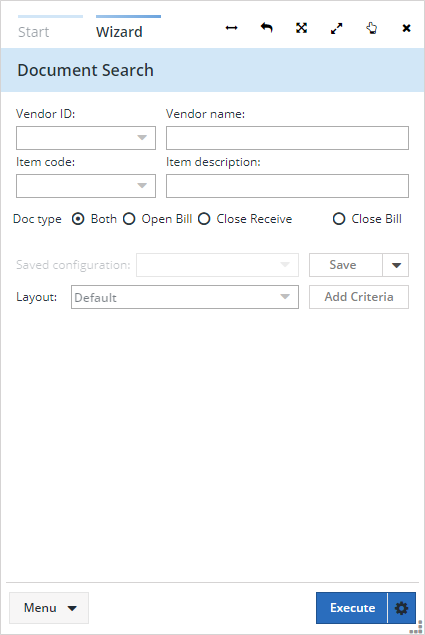 Start Wizard
Document Search
Vendor ID: Vendor name:
Item code: Item description:
Doc type Both Open Bill Close Receive Close Bill
Saved configuration: Save
Layout: Default Add Criteria
Menu Execute